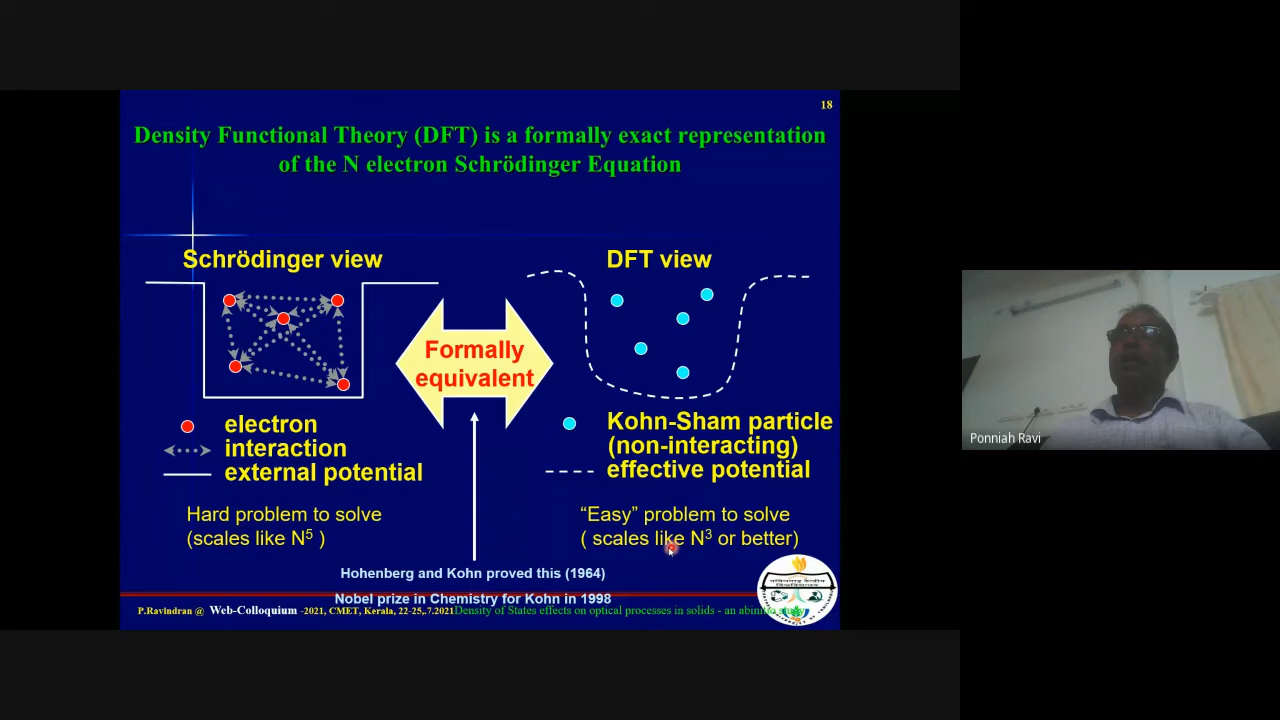 18
Density Functional Theory (DFT) is a formally exact representation
of the N electron Schrödinger Equation
Schrödinger view
DFT view
Formally
equivalent
electron
interaction
external potential
Kohn-Sham particle
(non-interacting)
effective potential
Hard problem to solve
(scales like N⁵ )
“Easy” problem to solve
( scales like N³ or better)
Hohenberg and Kohn proved this (1964)
Nobel prize in Chemistry for Kohn in 1998
P.Ravindran @ Web-Colloquium -2021, CMET, Kerala, 22-25,.7.2021 Density of States effects on optical processes in solids - an abinitio study
Ponniah Ravi